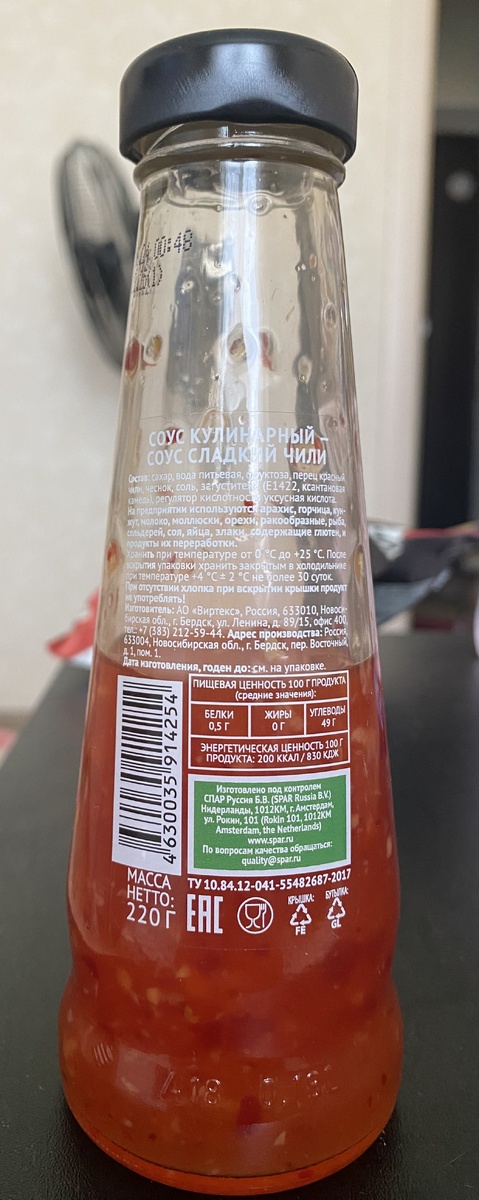 00:48
СОУС КУЛИНАРНЫЙ –
СОУС СЛАДКИЙ ЧИЛИ
Состав: сахар, вода питьевая, фруктоза, перец красный
чили, чеснок, соль, загустители (Е1422, ксантановая
камедь), регулятор кислотности уксусная кислота.
На предприятии используются арахис, горчица, кун-
жут, молоко, моллюски, орехи, ракообразные, рыба,
сельдерей, соя, яйца, злаки, содержащие глютен, и
продукты их переработки.
Хранить при температуре от 0 °С до +25 °С. После
вскрытия упаковки хранить закрытым в холодильнике
при температуре +4 °С ± 2 °С не более 30 суток.
При отсутствии хлопка при вскрытии крышки продукт
не употреблять!
Изготовитель: АО «Виртекс», Россия, 633010, Новоси-
бирская обл., г. Бердск, ул. Ленина, д. 89/15, офис 400,
тел.: +7 (383) 212-59-44. Адрес производства: Россия,
633004, Новосибирская обл., г. Бердск, пер. Восточный,
д. 1, пом. 1.
Дата изготовления, годен до: см. на упаковке.
ПИЩЕВАЯ ЦЕННОСТЬ 100 Г ПРОДУКТА
(средние значения):
БЕЛКИ ЖИРЫ УГЛЕВОДЫ
0,5 Г 0 Г 49 Г
ЭНЕРГЕТИЧЕСКАЯ ЦЕННОСТЬ 100 Г
ПРОДУКТА: 200 ККАЛ / 830 КДЖ
Изготовлено под контролем
СПАР Руссия Б.В. (SPAR Russia B.V.)
Нидерланды, 1012КМ, г. Амстердам,
ул. Рокин, 101 (Rokin 101, 1012KM
Amsterdam, the Netherlands)
www.spar.ru
По вопросам качества обращаться:
quality@spar.ru
4 630035 914254
МАССА
НЕТТО:
220 Г
ТУ 10.84.12-041-55482687-2017
ЕАС
КРЫШКА: БУТЫЛКА:
FE GL